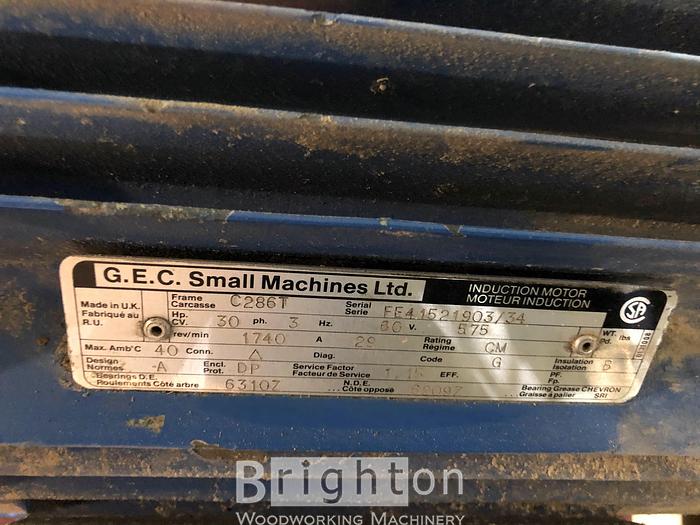 G.E.C. Small Machines Ltd. INDUCTION MOTOR MOTEUR INDUCTION
Made in U.K. Fabriqué au R.U.
Frame Carcasse C286T Serial Serie EE41521903/34
Hp. CV. 30 ph. 3 Hz. 60 v. 575
rev/min 1740 A 29 Rating Régime CM WT. Pd. lbs
Max. Amb°C 40 Conn. △ Diag. Code G Insulation Isolation B
Design Normes A Encl. Prot. DP Service Factor Facteur de Service 1.15 EFF. PF. Fp.
Bearings D.E. Roulements Côté arbre 6310Z N.D.E. Côté opposé Bearing Grease CHEVRON Graisse à palier SRI
Brighton
WOODWORKING MACHINERY